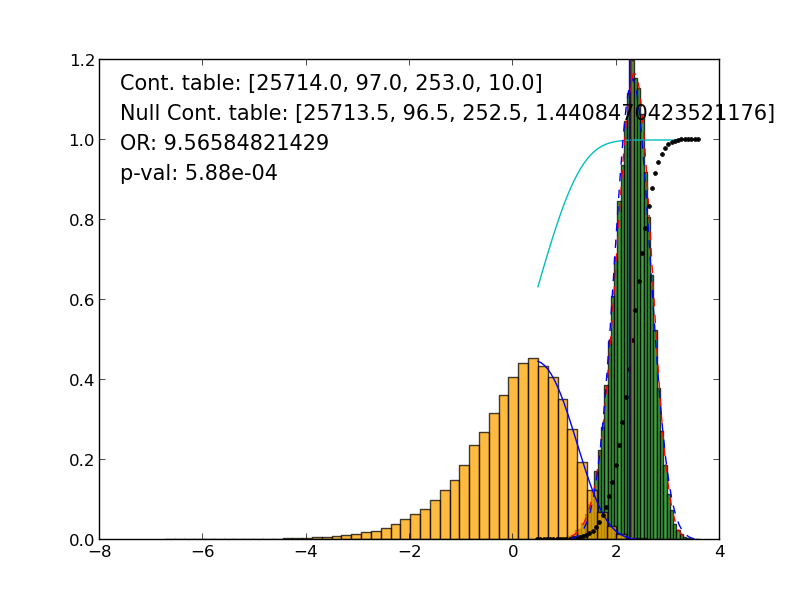 1.2
Cont. table: [25714.0, 97.0, 253.0, 10.0]
Null Cont. table: [25713.5, 96.5, 252.5, 1.4408470423521176]
1.0
OR: 9.56584821429
p-val: 5.88e-04
0.8
0.6
0.4
0.2
0.0
−8 −6 −4 −2 0 2 4